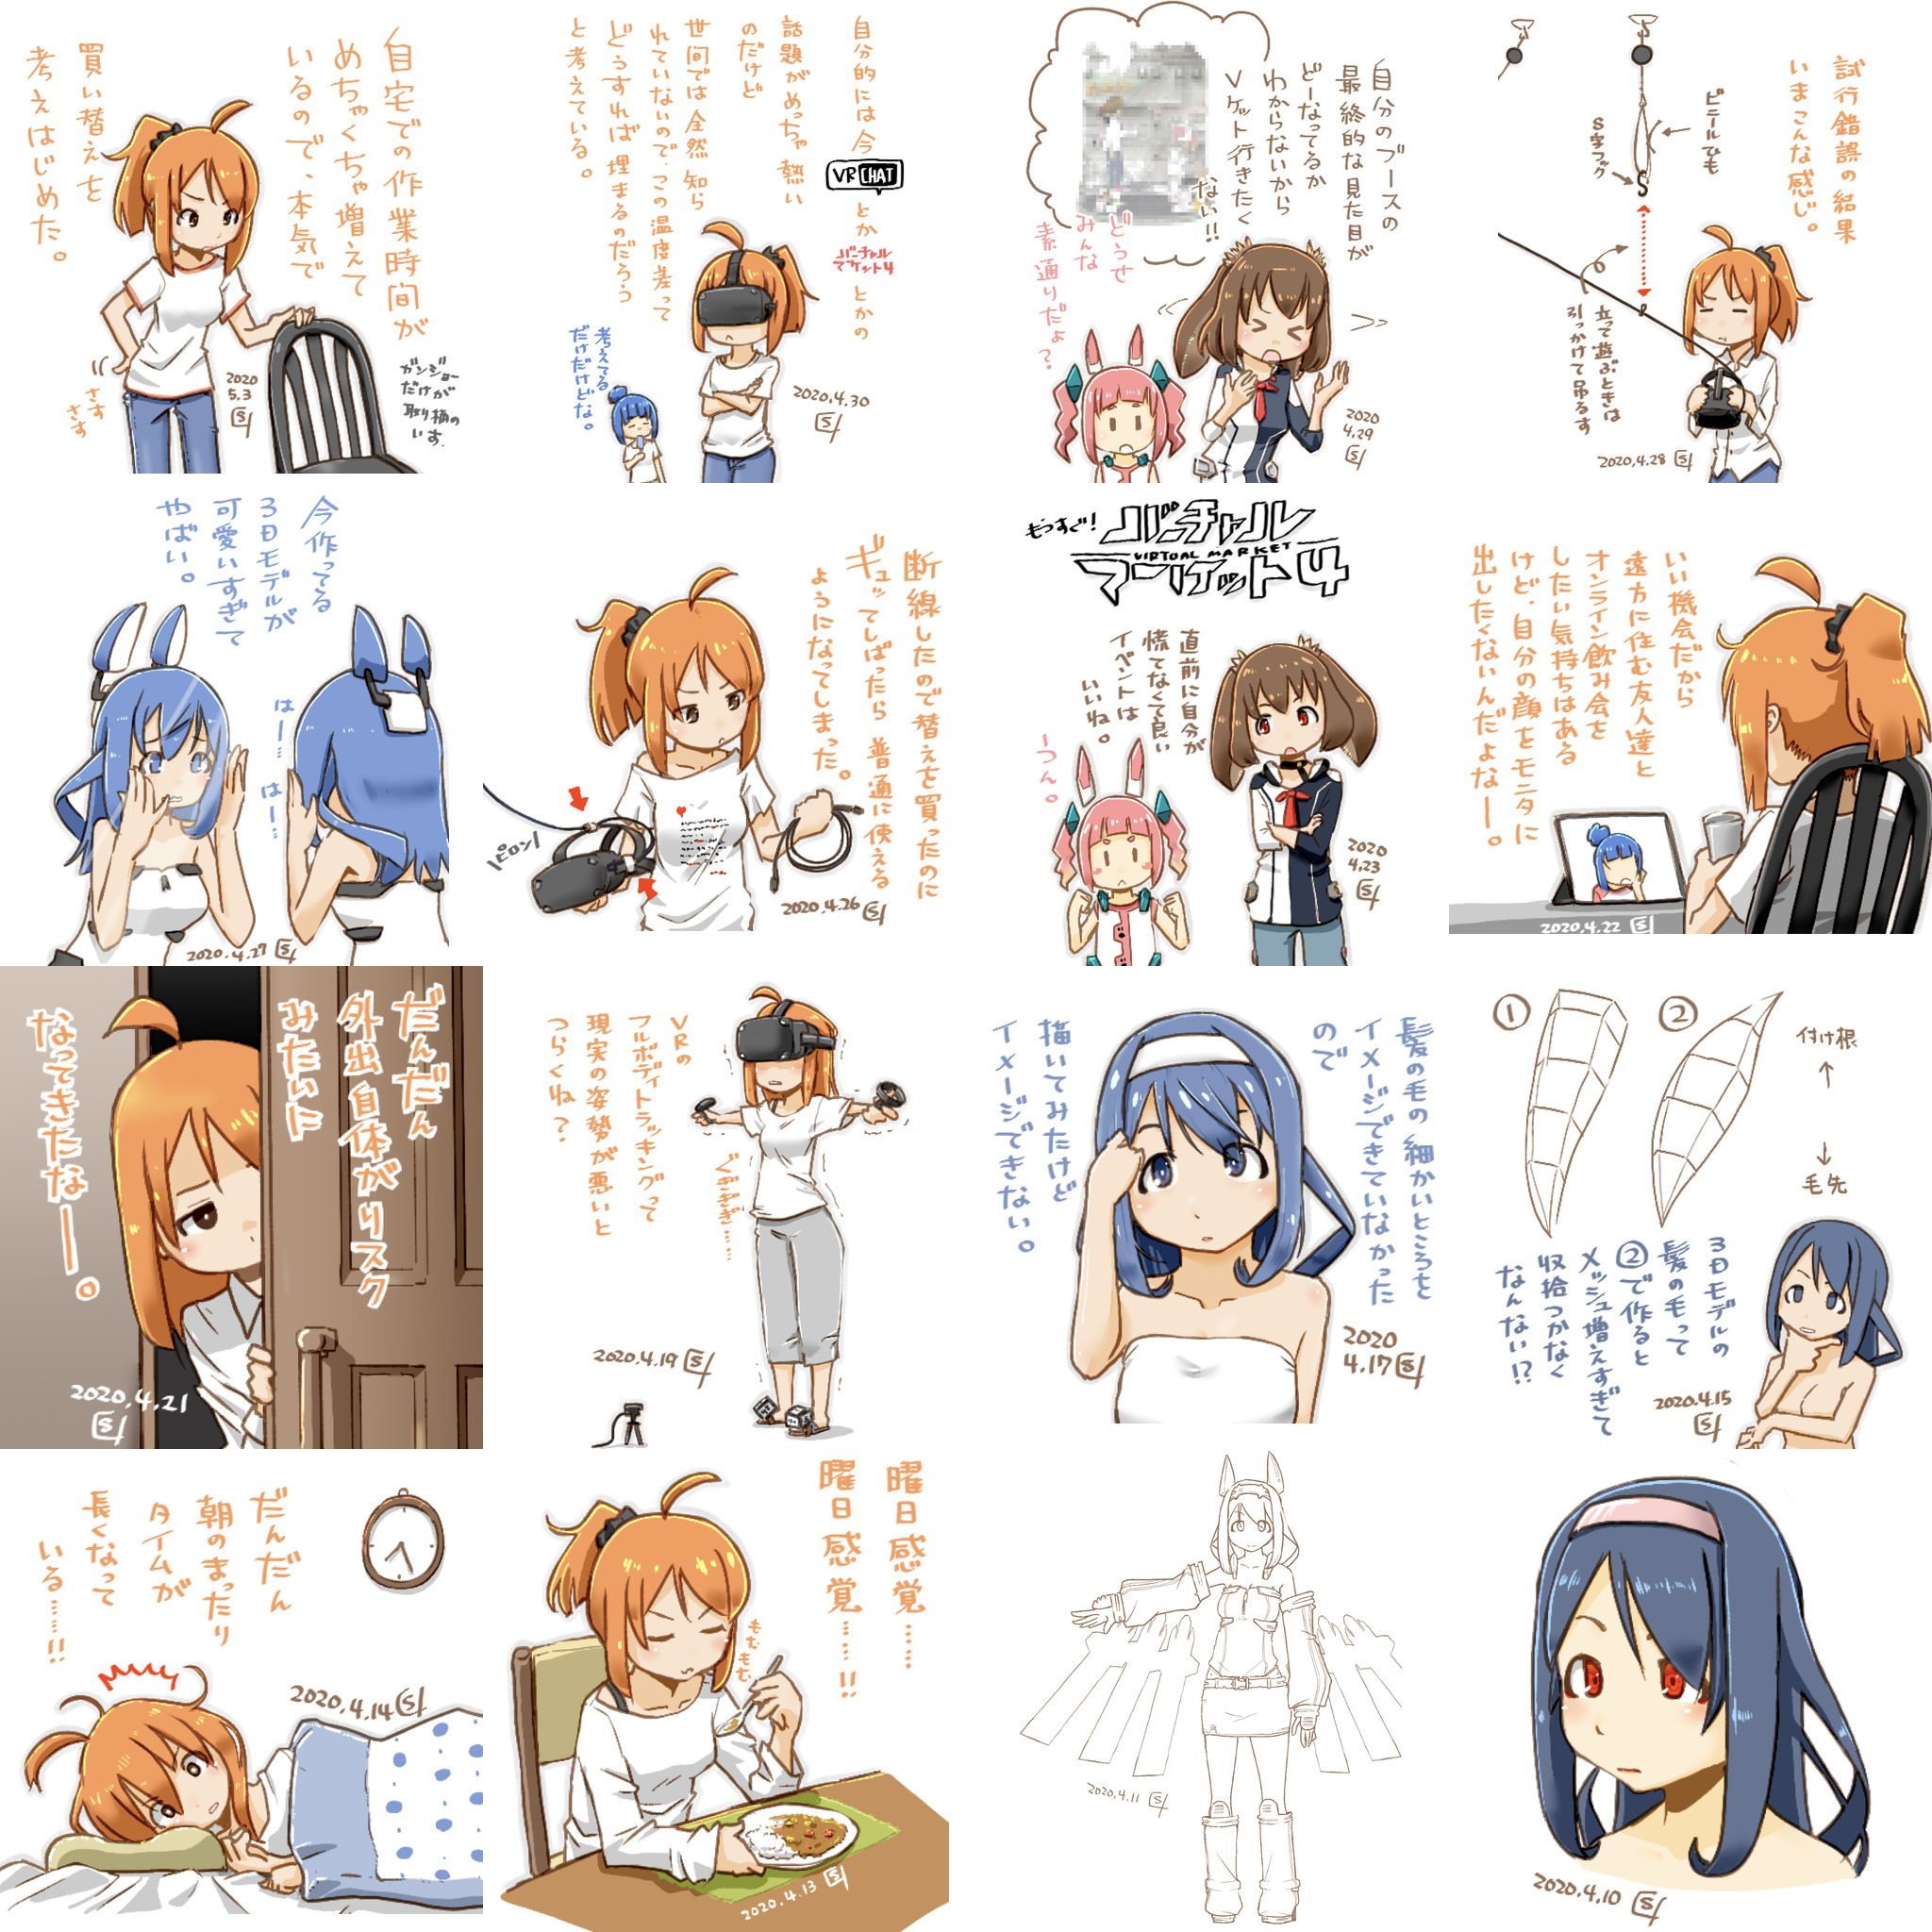 自宅での作業時間が
めちゃくちゃ増えて
いるので、本気で
買い替えを
考えはじめた。
ガンジョー
だけが
取り柄の
いす。
さす
さす
2020
5.3
自分的には今
VRCHAT
とか
バーチャル
マーケット4
とかの
話題がめっちゃ熱い
のだけど
世間では全然知ら
れていないので、この温度差って
どうすれば埋まるのだろう
と考えている。
考えてる
だけだけどな。
2020.4.30
自分のブースの
最終的な見た目が
どーなってるか
わからないから
Vケット行きたく
ない!!
どうせ
みんな
素通りだよ?
2020
4.29
試行錯誤の結果
いまこんな感じ。
ビニールひも
S字フック
立って遊ぶときは
引っかけて吊るす
2020.4.28
今作ってる
3Dモデルが
可愛いすぎて
やばい。
はー…
はー…
2020.4.27
断線したので替えを買ったのに
ギュッてしばったら普通に使える
ようになってしまった。
ピロン
2020.4.26
もうすぐ!
バーチャル
VIRTUAL MARKET
マーケット4
直前に自分が
慌てなくて良い
イベントは
いいね。
うーん。
2020
4.23
いい機会だから
遠方に住む友人達と
オンライン飲み会を
したい気持ちはある
けど、自分の顔をモニタに
出したくないんだよなー。
2020.4.22
だんだん
外出自体がリスク
みたいに
なってきたなー。
2020.4.21
VRの
フルボディトラッキングって
現実の姿勢が悪いと
つらくね?
ぐぎぎぎ……
2020.4.19
髪の毛の細かいところを
イメージできていなかった
ので
描いてみたけど
イメージできない。
2020
4.17
①
②
付け根
毛先
3Dモデルの
髪の毛って
②で作ると
メッシュ増えすぎて
収拾つかなく
なんない!?
2020.4.15
だんだん
朝のまったり
タイムが
長くなって
いる……!!
2020.4.14
曜日感覚……
曜日感覚……!!
もむもむ
2020.4.13
2020.4.11
2020.4.10